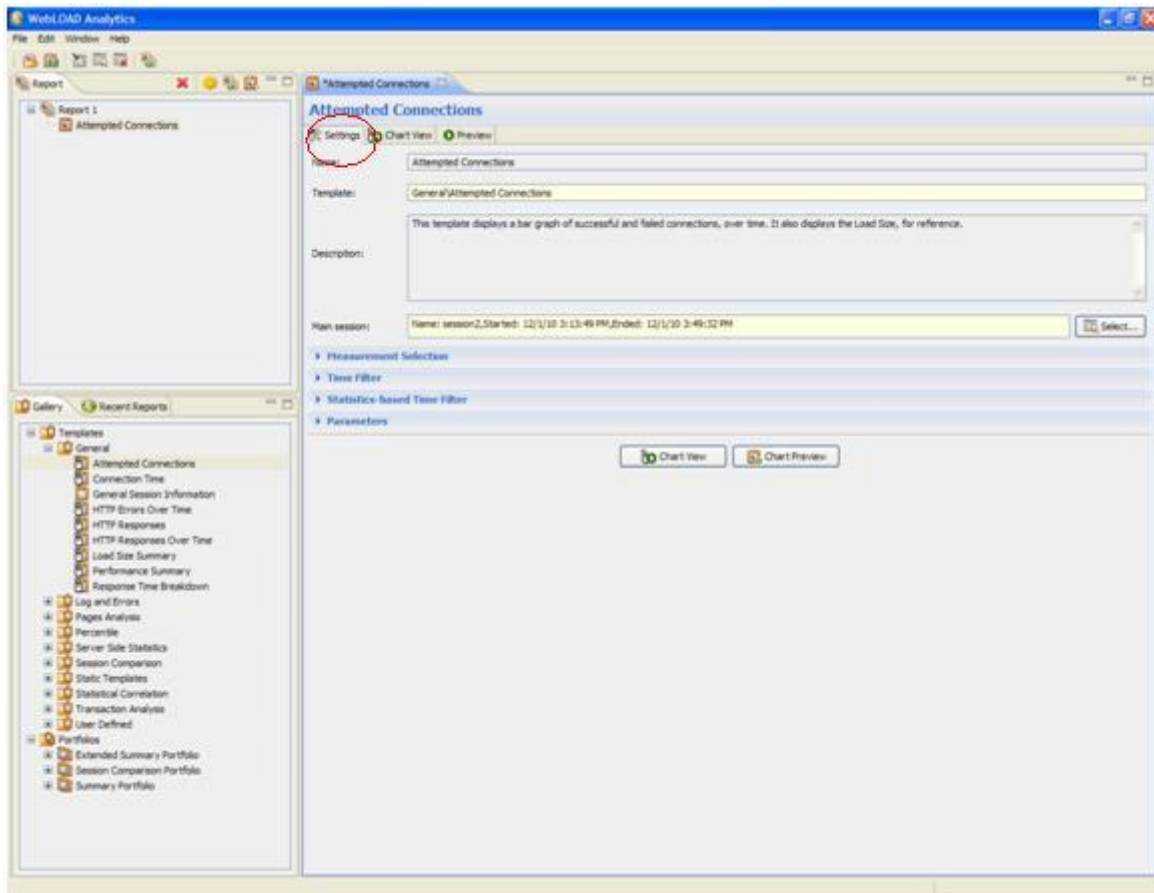 WebLOAD Analytics
File Edit Window Help
Report
Report 1
Attempted Connections
*Attempted Connections
Attempted Connections
Settings Chart View Preview
Name: Attempted Connections
Template: General\Attempted Connections
Description: This template displays a bar graph of successful and failed connections, over time. It also displays the Load Size, for reference.
Main session: Name: session2,Started: 12/1/10 3:13:49 PM,Ended: 12/1/10 3:49:32 PM Select...
Measurement Selection
Time Filter
Statistics-based Time Filter
Parameters
Chart View Chart Preview
Gallery Recent Reports
Templates
General
Attempted Connections
Connection Time
General Session Information
HTTP Errors Over Time
HTTP Responses
HTTP Responses Over Time
Load Size Summary
Performance Summary
Response Time Breakdown
Log and Errors
Pages Analysis
Percentile
Server Side Statistics
Session Comparison
Static Templates
Statistical Correlation
Transaction Analysis
User Defined
Portfolios
Extended Summary Portfolio
Session Comparison Portfolio
Summary Portfolio